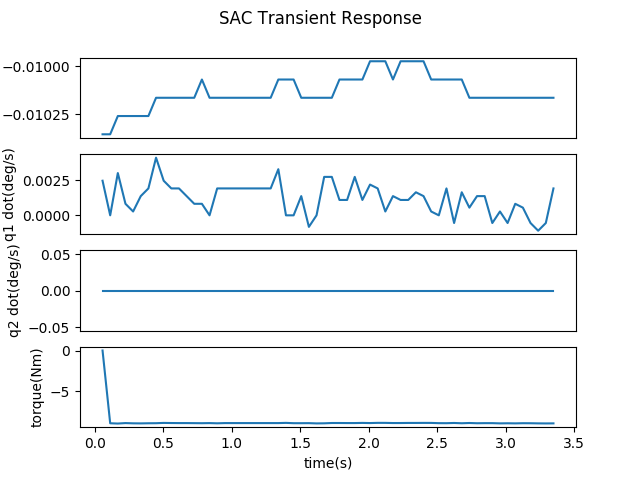 SAC Transient Response
−0.01000
−0.01025
q1 dot(deg/s)
0.0025
0.0000
q2 dot(deg/s)
0.05
0.00
−0.05
torque(Nm)
0
−5
0.0 0.5 1.0 1.5 2.0 2.5 3.0 3.5
time(s)